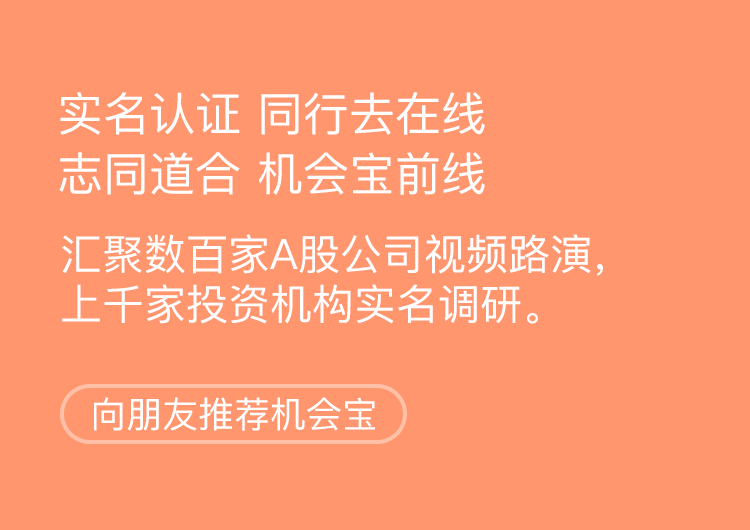 实名认证 同行去在线
志同道合 机会宝前线
汇聚数百家A股公司视频路演，
上千家投资机构实名调研。
向朋友推荐机会宝